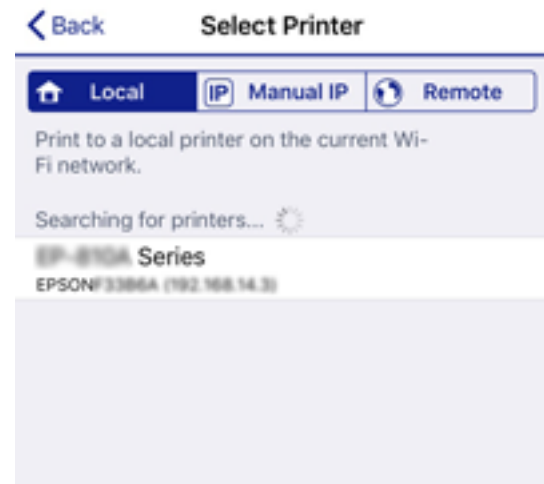 Back
Select Printer
Local
IP Manual IP
Remote
Print to a local printer on the current Wi-
Fi network.
Searching for printers...
Series
EPSON